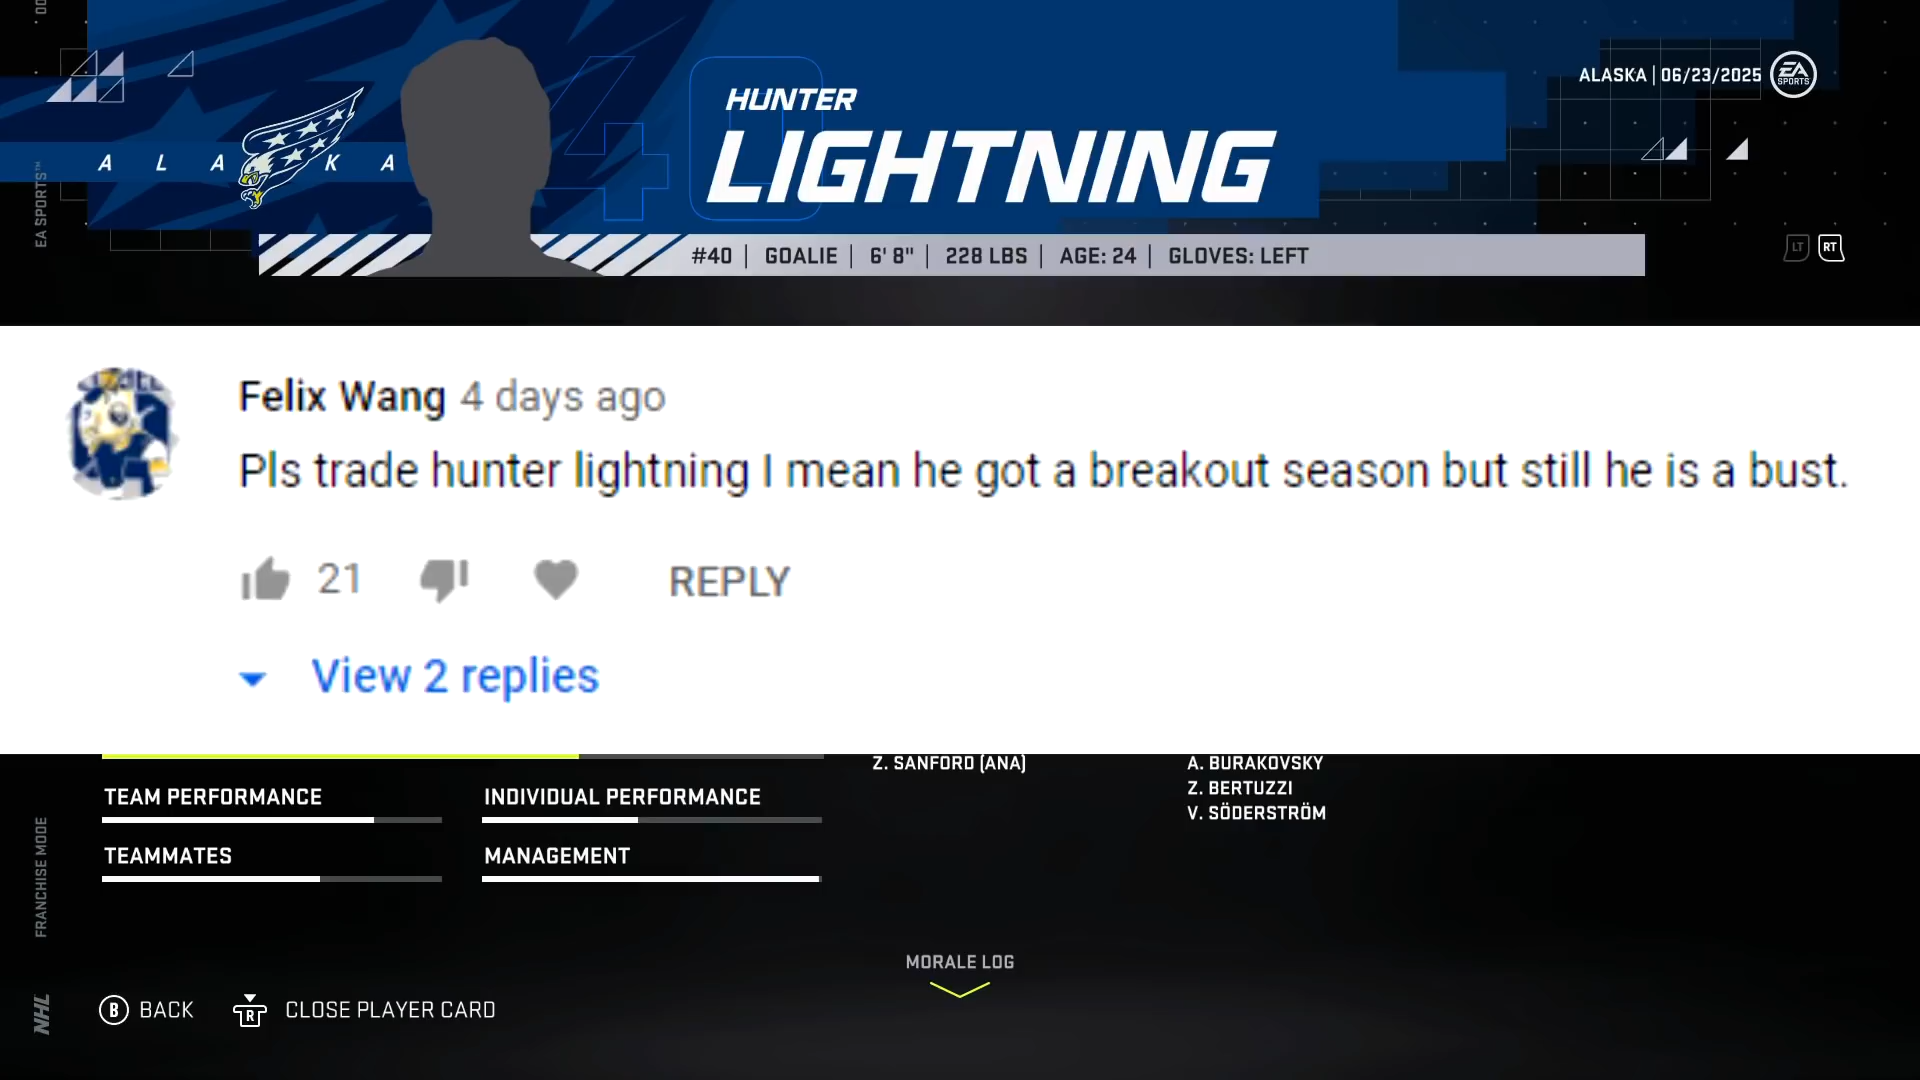 HUNTER
LIGHTNING
40
ALASKA | 06/23/2025
EA SPORTS
ALASKA
EA SPORTS™
#40 | GOALIE | 6' 8" | 228 LBS | AGE: 24 | GLOVES: LEFT
LT RT
Felix Wang 4 days ago
Pls trade hunter lightning I mean he got a breakout season but still he is a bust.
21 REPLY
View 2 replies
Z. SANFORD (ANA)
A. BURAKOVSKY
Z. BERTUZZI
V. SÖDERSTRÖM
TEAM PERFORMANCE
INDIVIDUAL PERFORMANCE
TEAMMATES
MANAGEMENT
FRANCHISE MODE
MORALE LOG
NHL
B BACK
R CLOSE PLAYER CARD